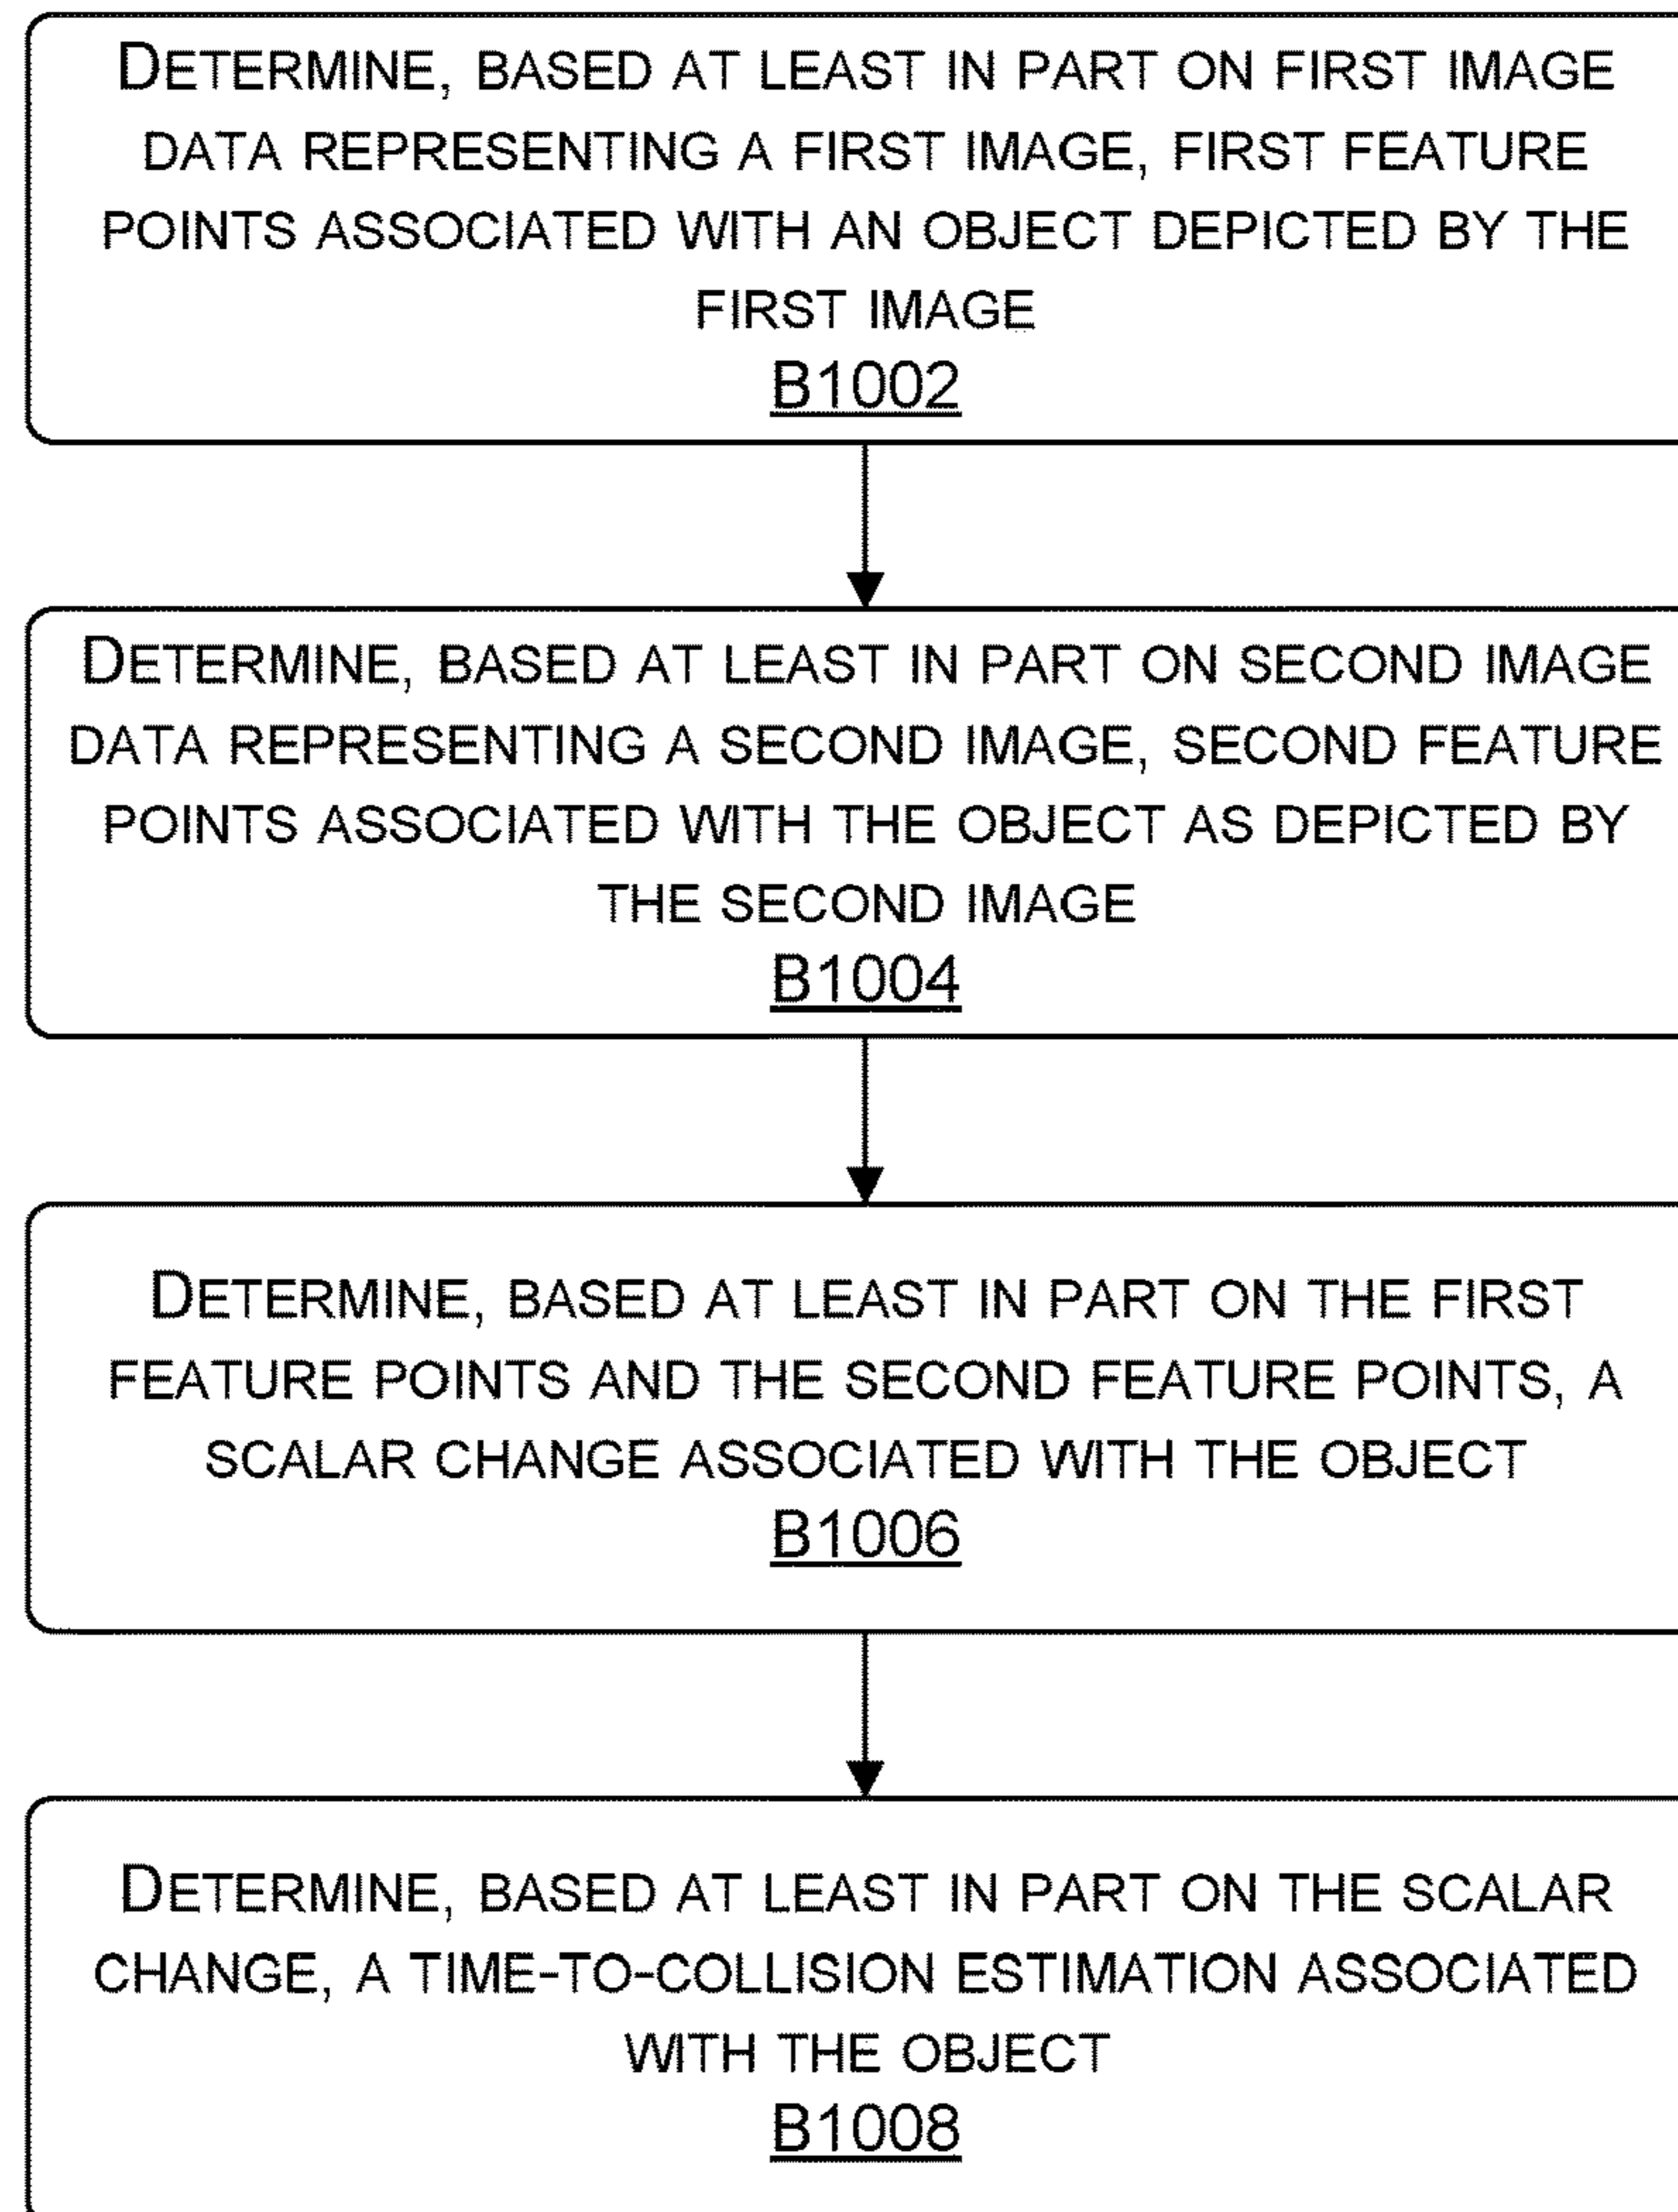 DETERMINE, BASED AT LEAST IN PART ON FIRST IMAGE
DATA REPRESENTING A FIRST IMAGE, FIRST FEATURE
POINTS ASSOCIATED WITH AN OBJECT DEPICTED BY THE
FIRST IMAGE
B1002
DETERMINE, BASED AT LEAST IN PART ON SECOND IMAGE
DATA REPRESENTING A SECOND IMAGE, SECOND FEATURE
POINTS ASSOCIATED WITH THE OBJECT AS DEPICTED BY
THE SECOND IMAGE
B1004
DETERMINE, BASED AT LEAST IN PART ON THE FIRST
FEATURE POINTS AND THE SECOND FEATURE POINTS, A
SCALAR CHANGE ASSOCIATED WITH THE OBJECT
B1006
DETERMINE, BASED AT LEAST IN PART ON THE SCALAR
CHANGE, A TIME-TO-COLLISION ESTIMATION ASSOCIATED
WITH THE OBJECT
B1008